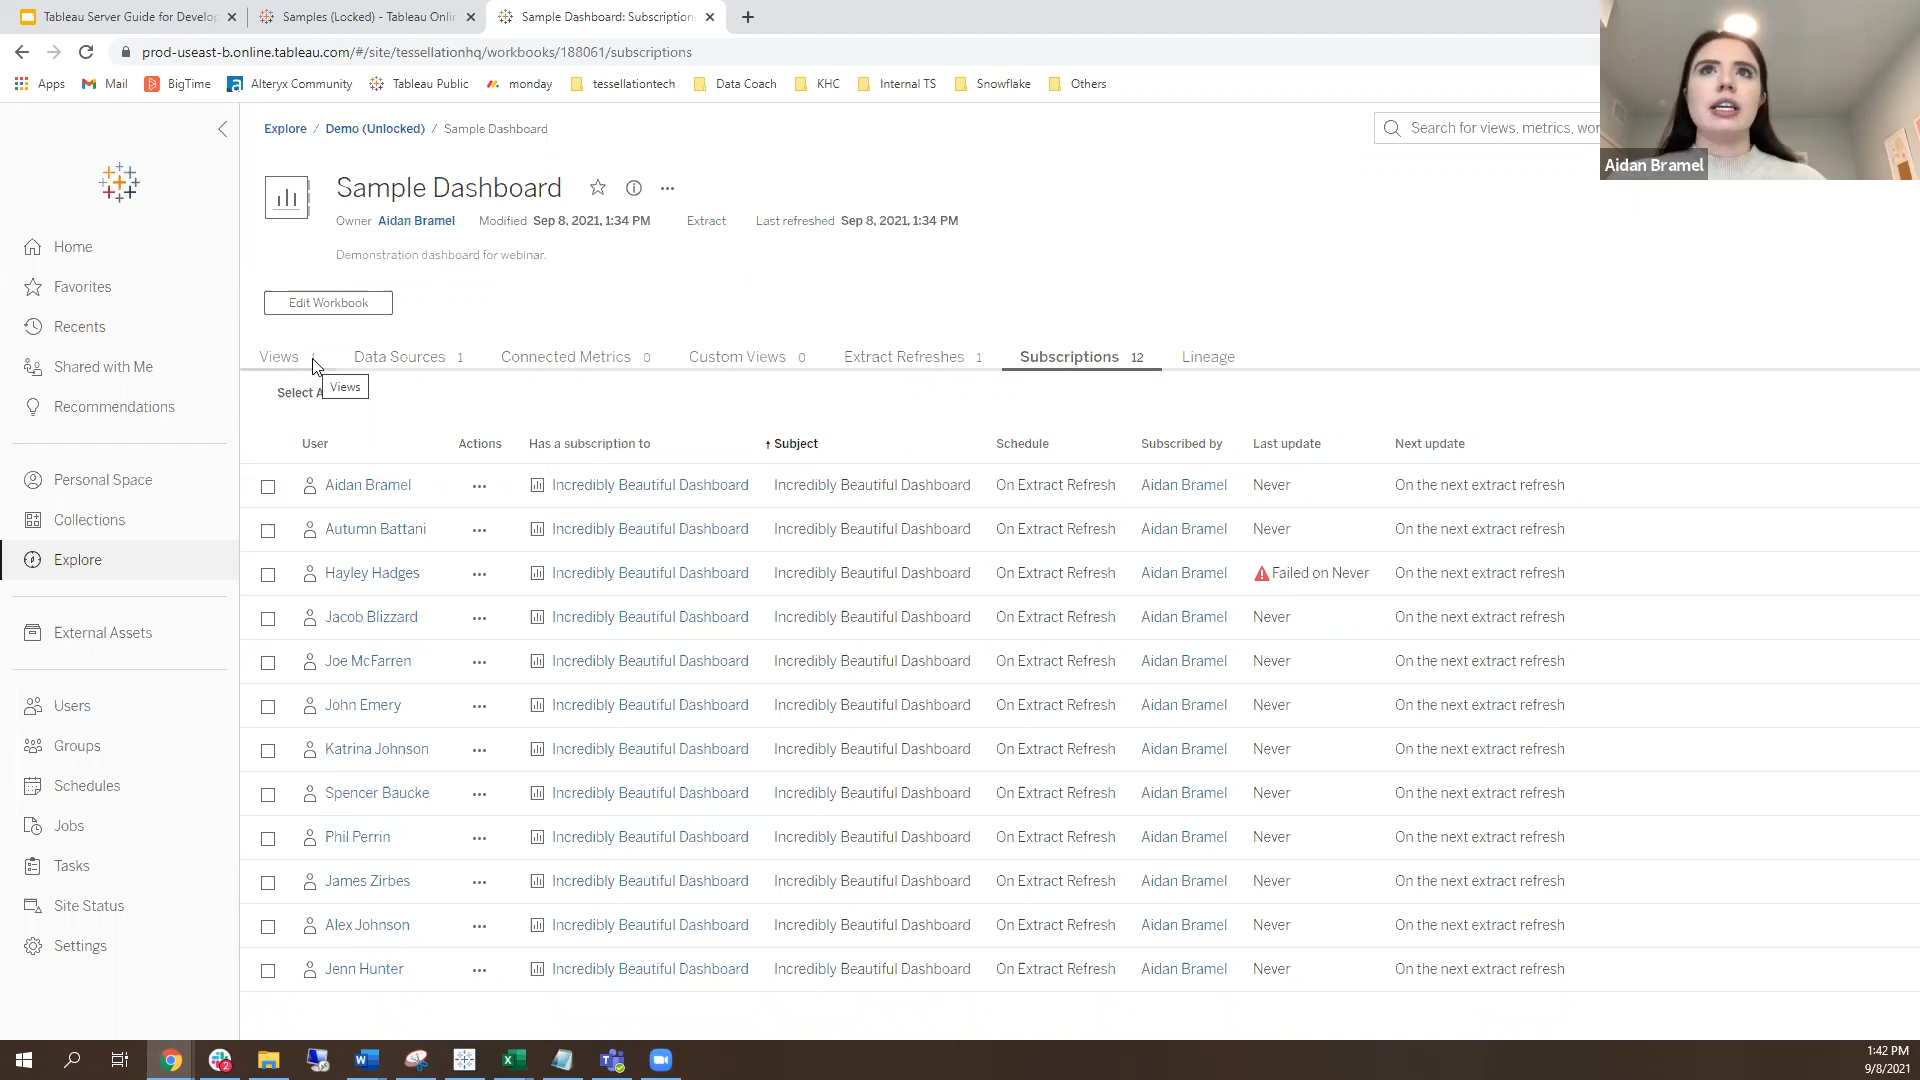 Tableau Server Guide for Develop
Samples (Locked) - Tableau Onlin
Sample Dashboard: Subscription
prod-useast-b.online.tableau.com/#/site/tessellationhq/workbooks/188061/subscriptions
Apps
Mail
BigTime
Alteryx Community
Tableau Public
monday
tessellationtech
Data Coach
KHC
Internal TS
Snowflake
Others
Explore / Demo (Unlocked) / Sample Dashboard
Search for views, metrics, wor
Aidan Bramel
Sample Dashboard
Owner Aidan Bramel Modified Sep 8, 2021, 1:34 PM Extract Last refreshed Sep 8, 2021, 1:34 PM
Demonstration dashboard for webinar.
Edit Workbook
Home
Favorites
Recents
Shared with Me
Recommendations
Personal Space
Collections
Explore
External Assets
Users
Groups
Schedules
Jobs
Tasks
Site Status
Settings
Views Data Sources 1 Connected Metrics 0 Custom Views 0 Extract Refreshes 1 Subscriptions 12 Lineage
Select A
Views
User Actions Has a subscription to ↑ Subject Schedule Subscribed by Last update Next update
Aidan Bramel Incredibly Beautiful Dashboard Incredibly Beautiful Dashboard On Extract Refresh Aidan Bramel Never On the next extract refresh
Autumn Battani Incredibly Beautiful Dashboard Incredibly Beautiful Dashboard On Extract Refresh Aidan Bramel Never On the next extract refresh
Hayley Hadges Incredibly Beautiful Dashboard Incredibly Beautiful Dashboard On Extract Refresh Aidan Bramel Failed on Never On the next extract refresh
Jacob Blizzard Incredibly Beautiful Dashboard Incredibly Beautiful Dashboard On Extract Refresh Aidan Bramel Never On the next extract refresh
Joe McFarren Incredibly Beautiful Dashboard Incredibly Beautiful Dashboard On Extract Refresh Aidan Bramel Never On the next extract refresh
John Emery Incredibly Beautiful Dashboard Incredibly Beautiful Dashboard On Extract Refresh Aidan Bramel Never On the next extract refresh
Katrina Johnson Incredibly Beautiful Dashboard Incredibly Beautiful Dashboard On Extract Refresh Aidan Bramel Never On the next extract refresh
Spencer Baucke Incredibly Beautiful Dashboard Incredibly Beautiful Dashboard On Extract Refresh Aidan Bramel Never On the next extract refresh
Phil Perrin Incredibly Beautiful Dashboard Incredibly Beautiful Dashboard On Extract Refresh Aidan Bramel Never On the next extract refresh
James Zirbes Incredibly Beautiful Dashboard Incredibly Beautiful Dashboard On Extract Refresh Aidan Bramel Never On the next extract refresh
Alex Johnson Incredibly Beautiful Dashboard Incredibly Beautiful Dashboard On Extract Refresh Aidan Bramel Never On the next extract refresh
Jenn Hunter Incredibly Beautiful Dashboard Incredibly Beautiful Dashboard On Extract Refresh Aidan Bramel Never On the next extract refresh
1:42 PM
9/8/2021